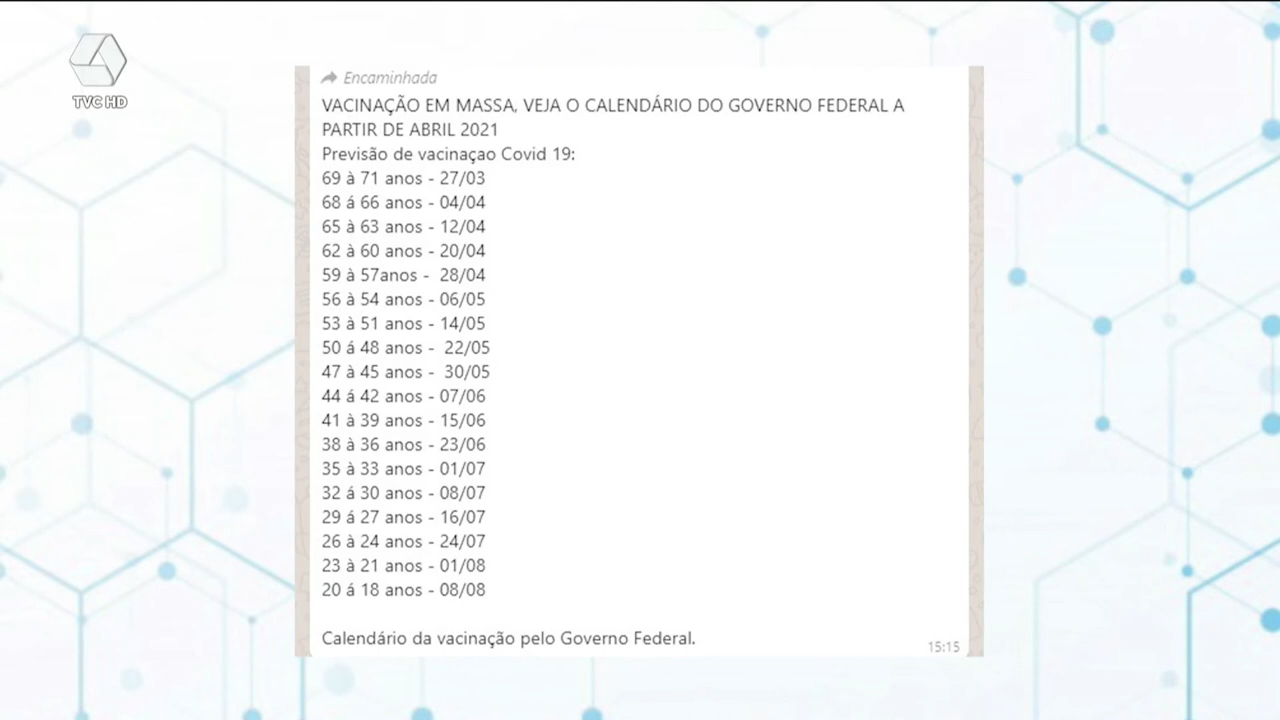 TVC HD
Encaminhada
VACINAÇÃO EM MASSA, VEJA O CALENDÁRIO DO GOVERNO FEDERAL A
PARTIR DE ABRIL 2021
Previsão de vacinaçao Covid 19:
69 à 71 anos - 27/03
68 á 66 anos - 04/04
65 à 63 anos - 12/04
62 à 60 anos - 20/04
59 à 57anos -  28/04
56 à 54 anos - 06/05
53 à 51 anos - 14/05
50 á 48 anos -  22/05
47 à 45 anos -  30/05
44 á 42 anos - 07/06
41 à 39 anos - 15/06
38 à 36 anos - 23/06
35 à 33 anos - 01/07
32 á 30 anos - 08/07
29 á 27 anos - 16/07
26 à 24 anos - 24/07
23 à 21 anos - 01/08
20 á 18 anos - 08/08
Calendário da vacinação pelo Governo Federal.
15:15